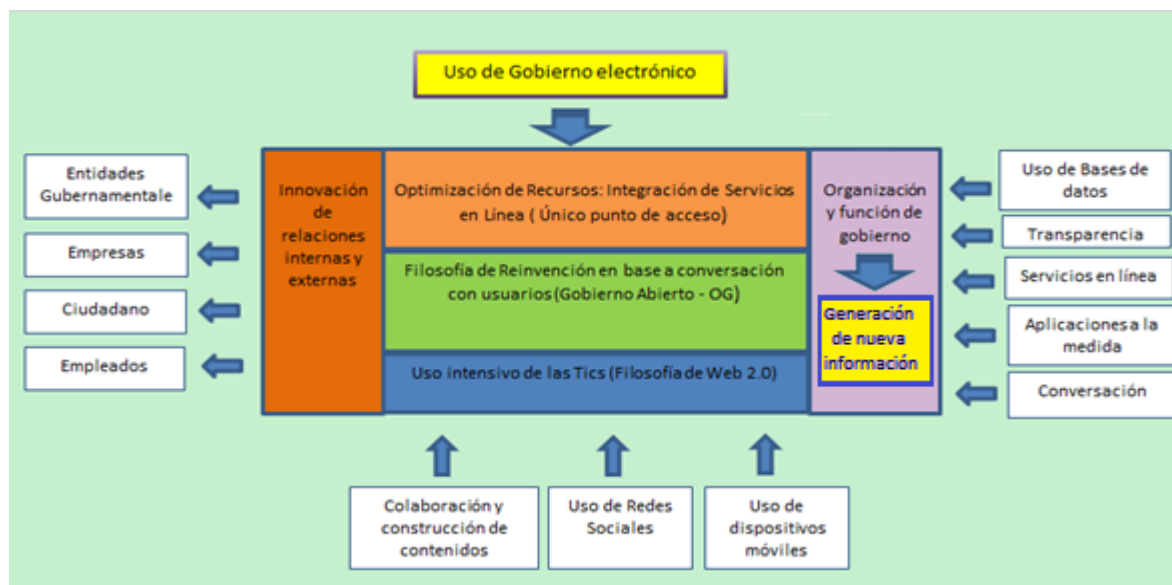 Uso de Gobierno electrónico
Entidades
Gubernamentale
Empresas
Ciudadano
Empleados
Innovación
de
relaciones
internas y
externas
Optimización de Recursos: Integración de Servicios
en Línea ( Único punto de acceso)
Filosofía de Reinvención en base a conversación
con usuarios (Gobierno Abierto - OG)
Uso intensivo de las Tics (Filosofía de Web 2.0)
Organización
y función de
gobierno
Generación
de nueva
información
Uso de Bases de
datos
Transparencia
Servicios en línea
Aplicaciones a la
medida
Conversación
Colaboración y
construcción de
contenidos
Uso de Redes
Sociales
Uso de
dispositivos
móviles